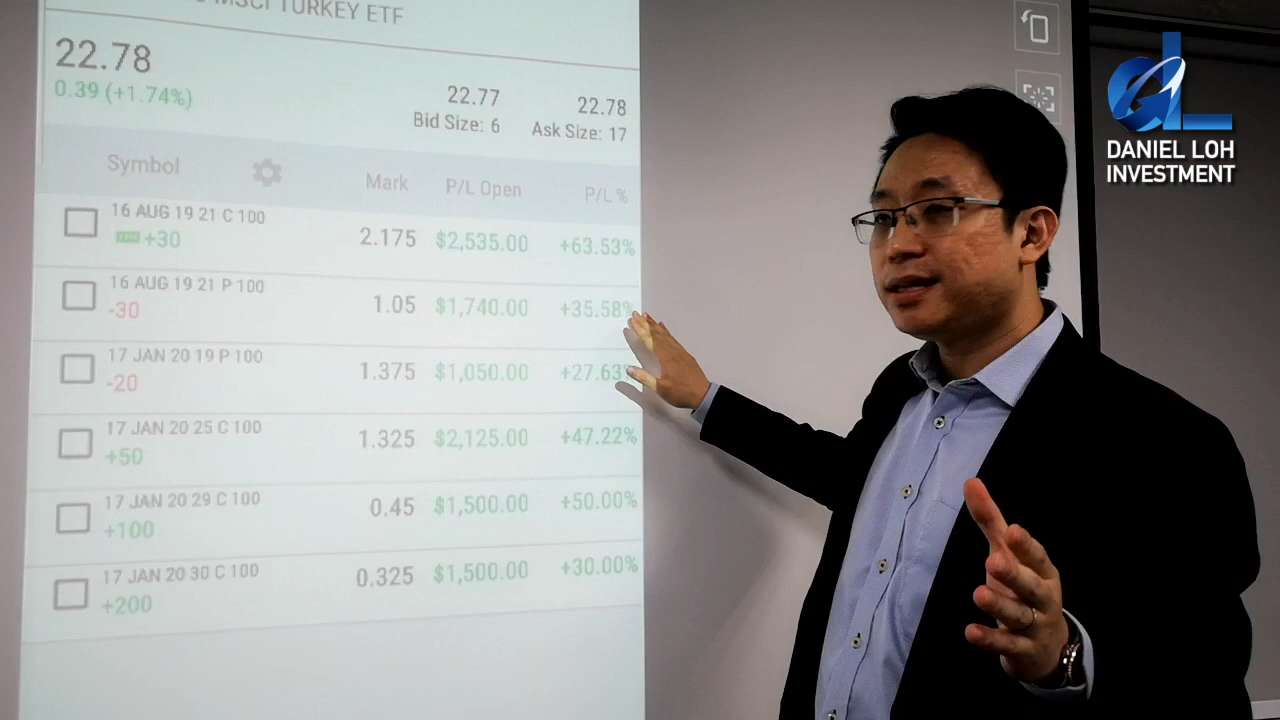 MSCI TURKEY ETF
22.78
0.39 (+1.74%)
22.77
Bid Size: 6
22.78
Ask Size: 17
Symbol Mark P/L Open P/L %
16 AUG 19 21 C 100
+30 2.175 $2,535.00 +63.53%
16 AUG 19 21 P 100
-30 1.05 $1,740.00 +35.58%
17 JAN 20 19 P 100
-20 1.375 $1,050.00 +27.63
17 JAN 20 25 C 100
+50 1.325 $2,125.00 +47.22%
17 JAN 20 29 C 100
+100 0.45 $1,500.00 +50.00%
17 JAN 20 30 C 100
+200 0.325 $1,500.00 +30.00%
DANIEL LOH
INVESTMENT